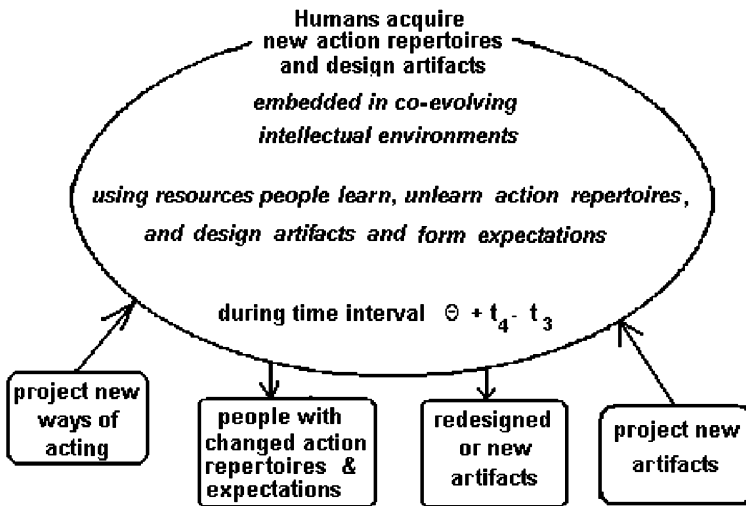 Humans acquire
new action repertoires
and design artifacts
embedded in co-evolving
intellectual environments
using resources people learn, unlearn action repertoires,
and design artifacts and form expectations
during time interval Θ + t₄ - t₃
project new
ways of
acting
people with
changed action
repertoires &
expectations
redesigned
or new
artifacts
project new
artifacts